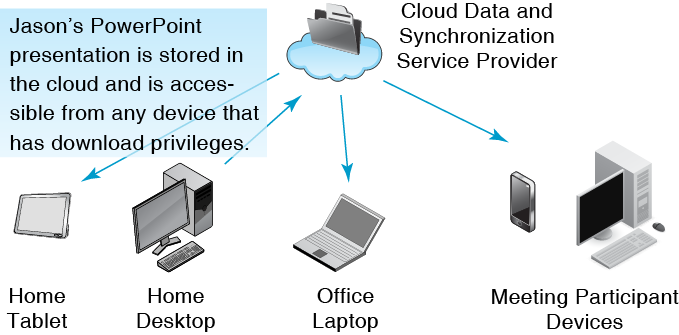 Jason’s PowerPoint
presentation is stored in
the cloud and is acces-
sible from any device that
has download privileges.
Cloud Data and
Synchronization
Service Provider
Home
Tablet
Home
Desktop
Office
Laptop
Meeting Participant
Devices